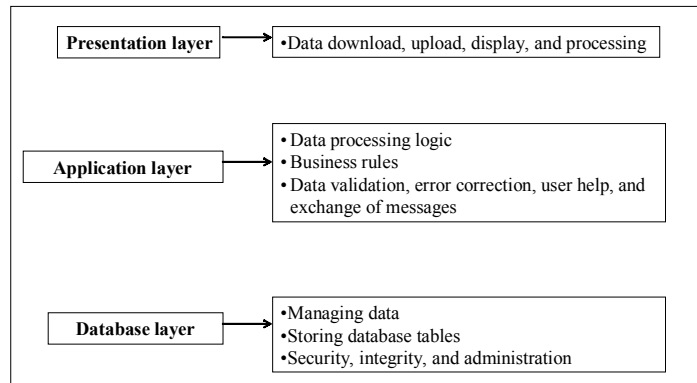 Presentation layer
•Data download, upload, display, and processing
Application layer
•Data processing logic
•Business rules
•Data validation, error correction, user help, and
exchange of messages
Database layer
•Managing data
•Storing database tables
•Security, integrity, and administration